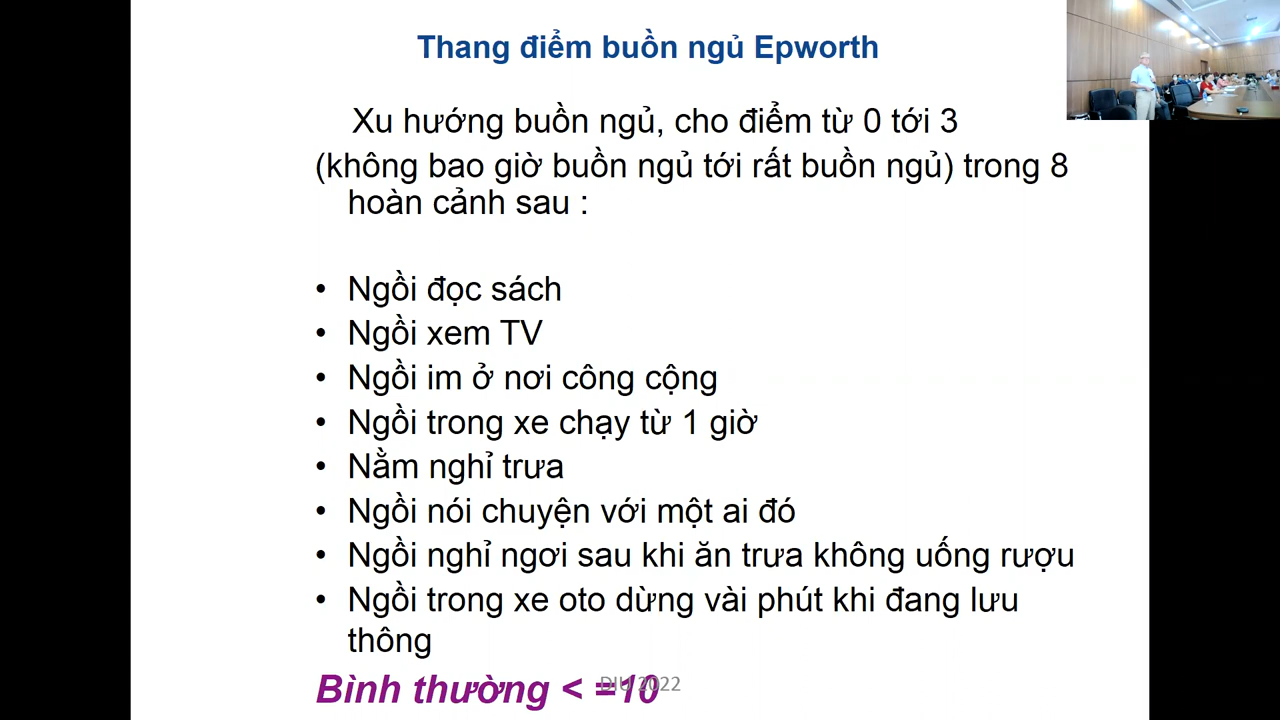 Thang điểm buồn ngủ Epworth
Xu hướng buồn ngủ, cho điểm từ 0 tới 3
(không bao giờ buồn ngủ tới rất buồn ngủ) trong 8
hoàn cảnh sau :
• Ngồi đọc sách
• Ngồi xem TV
• Ngồi im ở nơi công cộng
• Ngồi trong xe chạy từ 1 giờ
• Nằm nghỉ trưa
• Ngồi nói chuyện với một ai đó
• Ngồi nghỉ ngơi sau khi ăn trưa không uống rượu
• Ngồi trong xe oto dừng vài phút khi đang lưu
thông
Bình thường < =10
DIU 2022